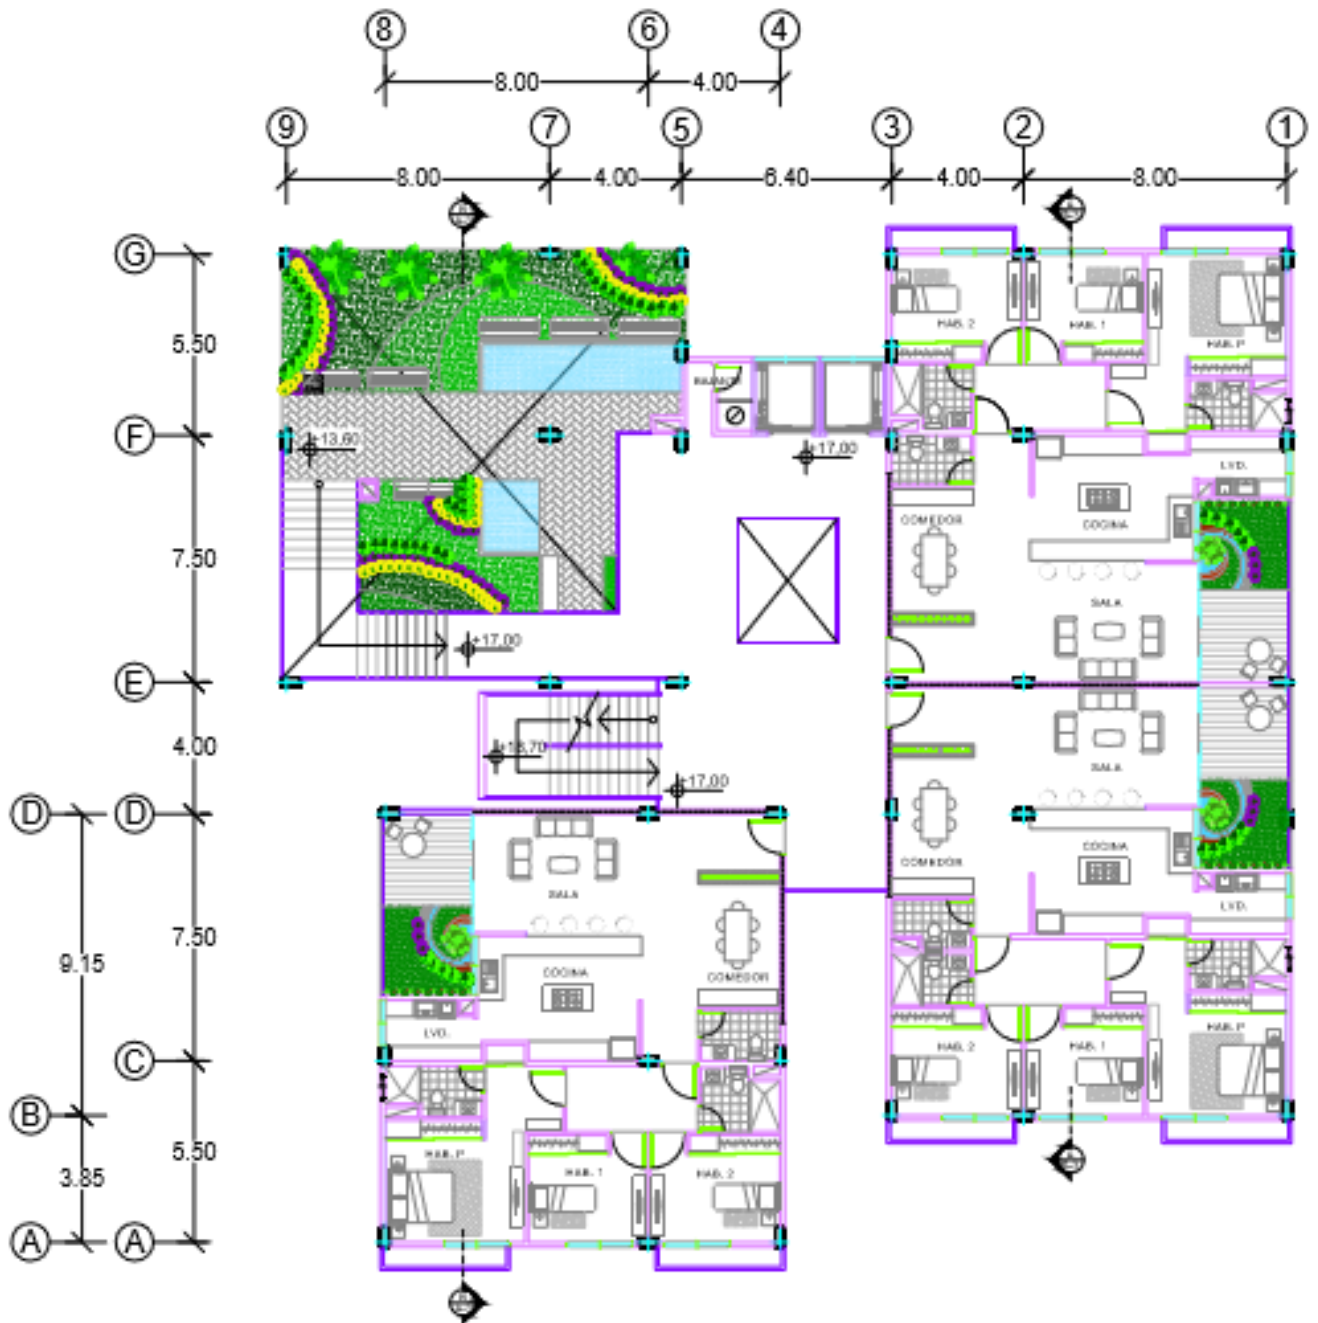 8 6 4
8.00 4.00
9 7 5 3 2 1
8.00 4.00 6.40 4.00 8.00
G
HAB. 2 HAB. 1 HAB. P
5.50
F
+13,60 +17,00
LVD.
COMEDOR COCINA
7.50
SALA
+17,00
E
4.00
+18,70
SALA
+17,00
D D
COCINA
COMEDOR
SALA
LVD.
7.50
9.15
COCINA COMEDOR
LVD.
HAB. 2 HAB. 1 HAB. P
C
B
5.50
HAB. P HAB. 1 HAB. 2
3.85
A A